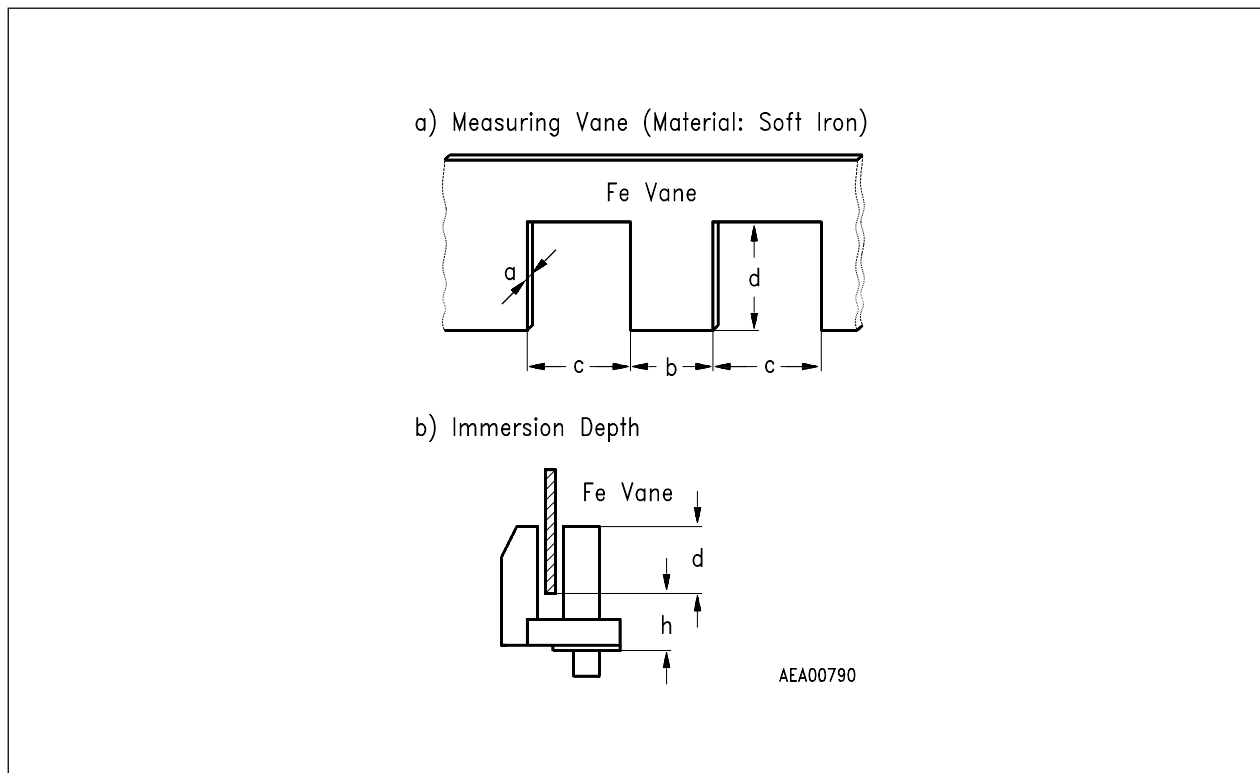 a) Measuring Vane (Material: Soft Iron)
Fe Vane
a
d
c
b
c
b) Immersion Depth
Fe Vane
d
h
AEA00790